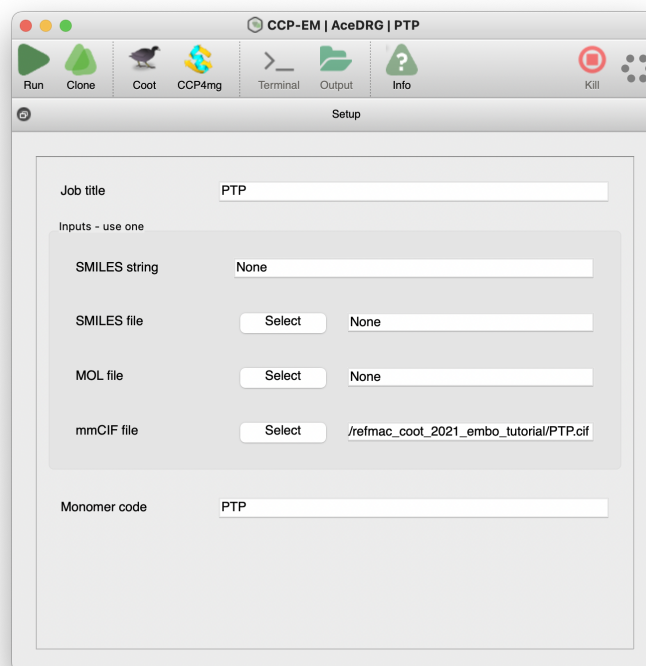 CCP-EM | AceDRG | PTP
Run Clone Coot CCP4mg Terminal Output Info Kill
Setup
Job title PTP
Inputs - use one
SMILES string None
SMILES file Select None
MOL file Select None
mmCIF file Select /refmac_coot_2021_embo_tutorial/PTP.cif
Monomer code PTP